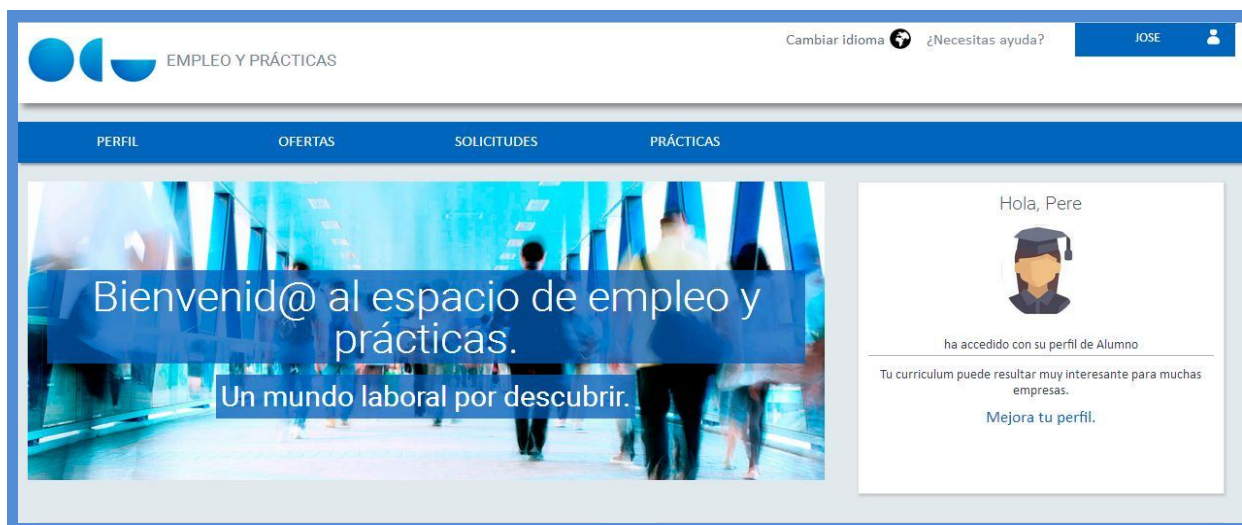 Cambiar idioma ¿Necesitas ayuda? JOSE
EMPLEO Y PRÁCTICAS
PERFIL OFERTAS SOLICITUDES PRÁCTICAS
Bienvenid@ al espacio de empleo y
prácticas.
Un mundo laboral por descubrir.
Hola, Pere
ha accedido con su perfil de Alumno
Tu curriculum puede resultar muy interesante para muchas
empresas.
Mejora tu perfil.